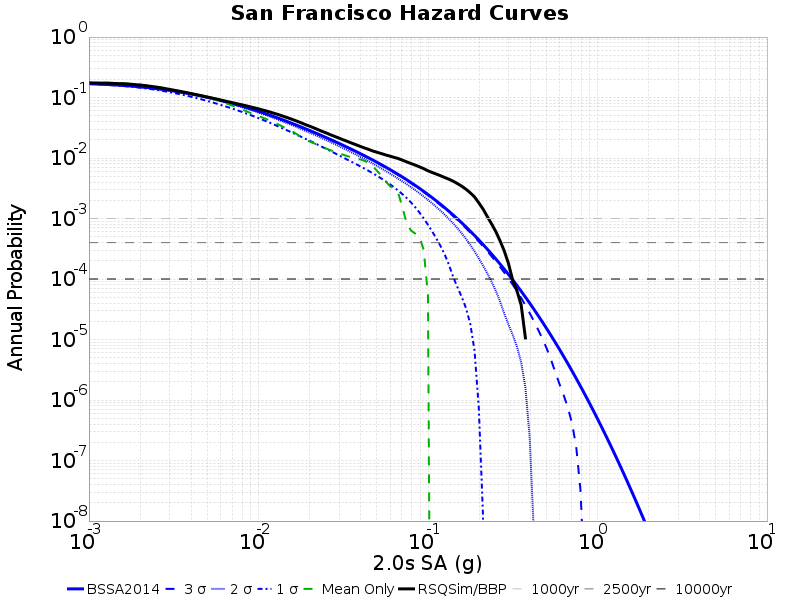 San Francisco Hazard Curves
Annual Probability
10^0
10^-1
10^-2
10^-3
10^-4
10^-5
10^-6
10^-7
10^-8
10^-3 10^-2 10^-1 10^0 10^1
2.0s SA (g)
BSSA2014 3 σ 2 σ 1 σ Mean Only RSQSim/BBP 1000yr 2500yr 10000yr